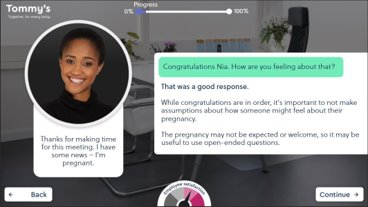 Tommy's
Together, for every baby
Progress
0%
100%
Congratulations Nia. How are you feeling about that?
That was a good response.
While congratulations are in order, it's important to not make
assumptions about how someone might feel about their
pregnancy.
The pregnancy may not be expected or welcome, so it may be
useful to use open-ended questions.
Thanks for making time
for this meeting. I have
some news – I'm
pregnant.
← Back
Employee satisfaction
Continue →